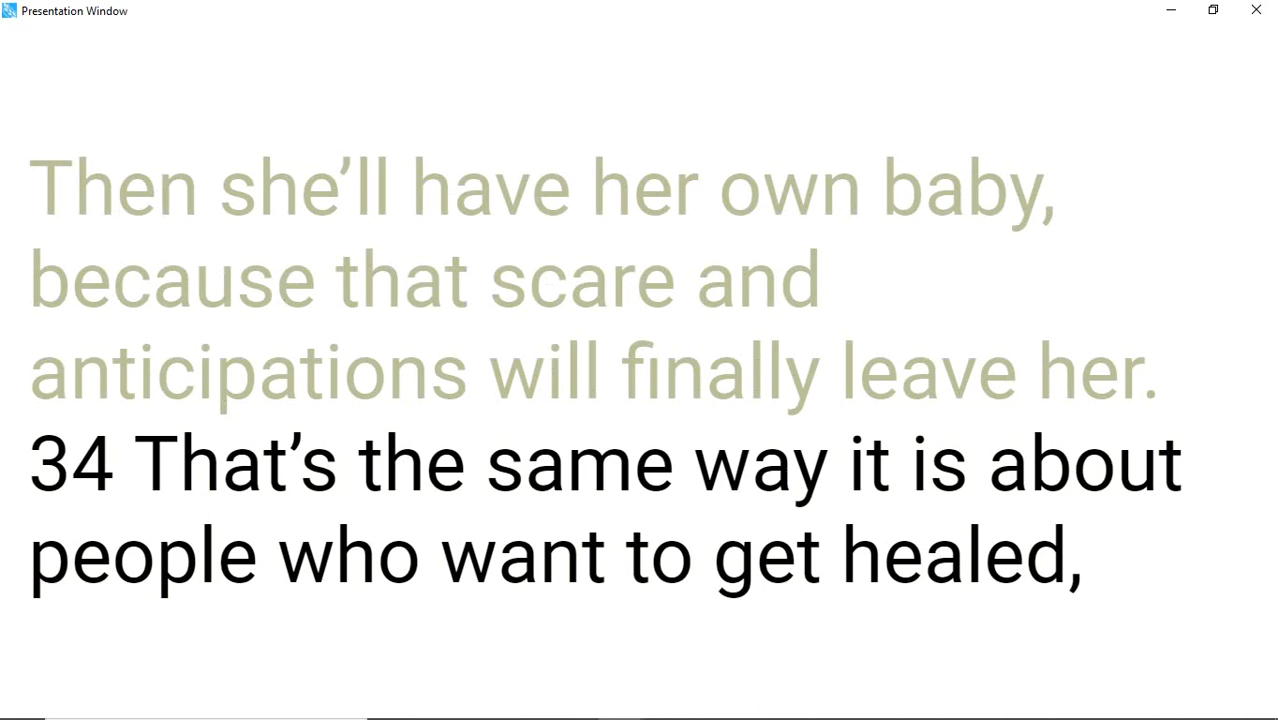 Presentation Window
Then she’ll have her own baby,
because that scare and
anticipations will finally leave her.
34 That’s the same way it is about
people who want to get healed,